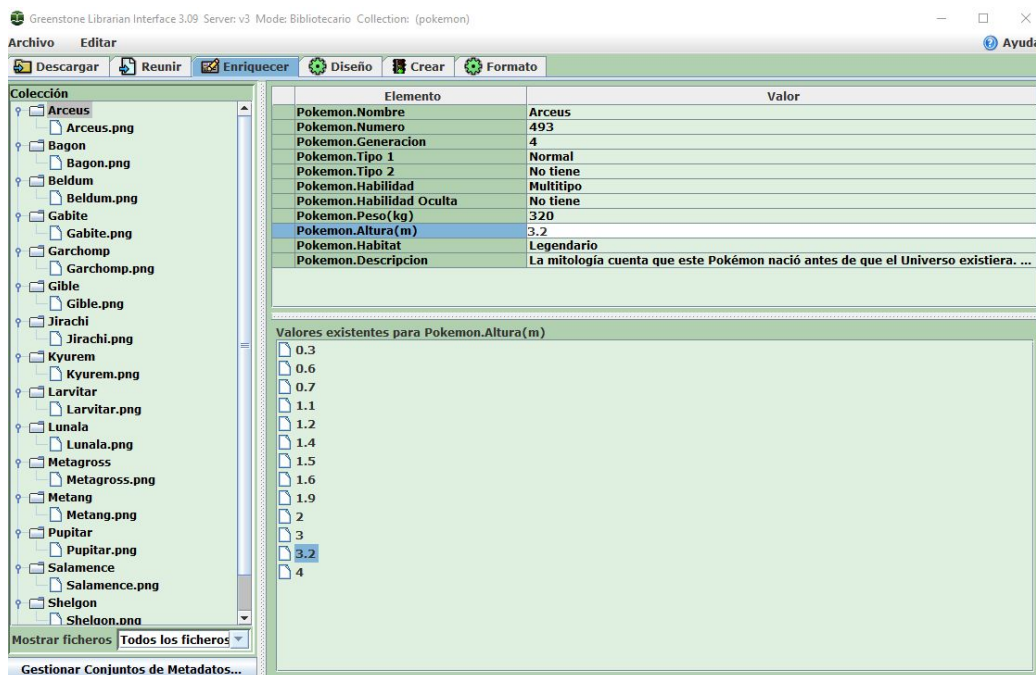 Greenstone Librarian Interface 3.09 Server: v3 Mode: Bibliotecario Collection: (pokemon)
Archivo Editar Ayuda
Descargar Reunir Enriquecer Diseño Crear Formato
Colección
Arceus
Arceus.png
Bagon
Bagon.png
Beldum
Beldum.png
Gabite
Gabite.png
Garchomp
Garchomp.png
Gible
Gible.png
Jirachi
Jirachi.png
Kyurem
Kyurem.png
Larvitar
Larvitar.png
Lunala
Lunala.png
Metagross
Metagross.png
Metang
Metang.png
Pupitar
Pupitar.png
Salamence
Salamence.png
Shelgon
Shelgon.png
Mostrar ficheros Todos los ficheros
Gestionar Conjuntos de Metadatos...
Elemento Valor
Pokemon.Nombre Arceus
Pokemon.Numero 493
Pokemon.Generacion 4
Pokemon.Tipo 1 Normal
Pokemon.Tipo 2 No tiene
Pokemon.Habilidad Multitipo
Pokemon.Habilidad Oculta No tiene
Pokemon.Peso(kg) 320
Pokemon.Altura(m) 3.2
Pokemon.Habitat Legendario
Pokemon.Descripcion La mitología cuenta que este Pokémon nació antes de que el Universo existiera. ...
Valores existentes para Pokemon.Altura(m)
0.3
0.6
0.7
1.1
1.2
1.4
1.5
1.6
1.9
2
3
3.2
4